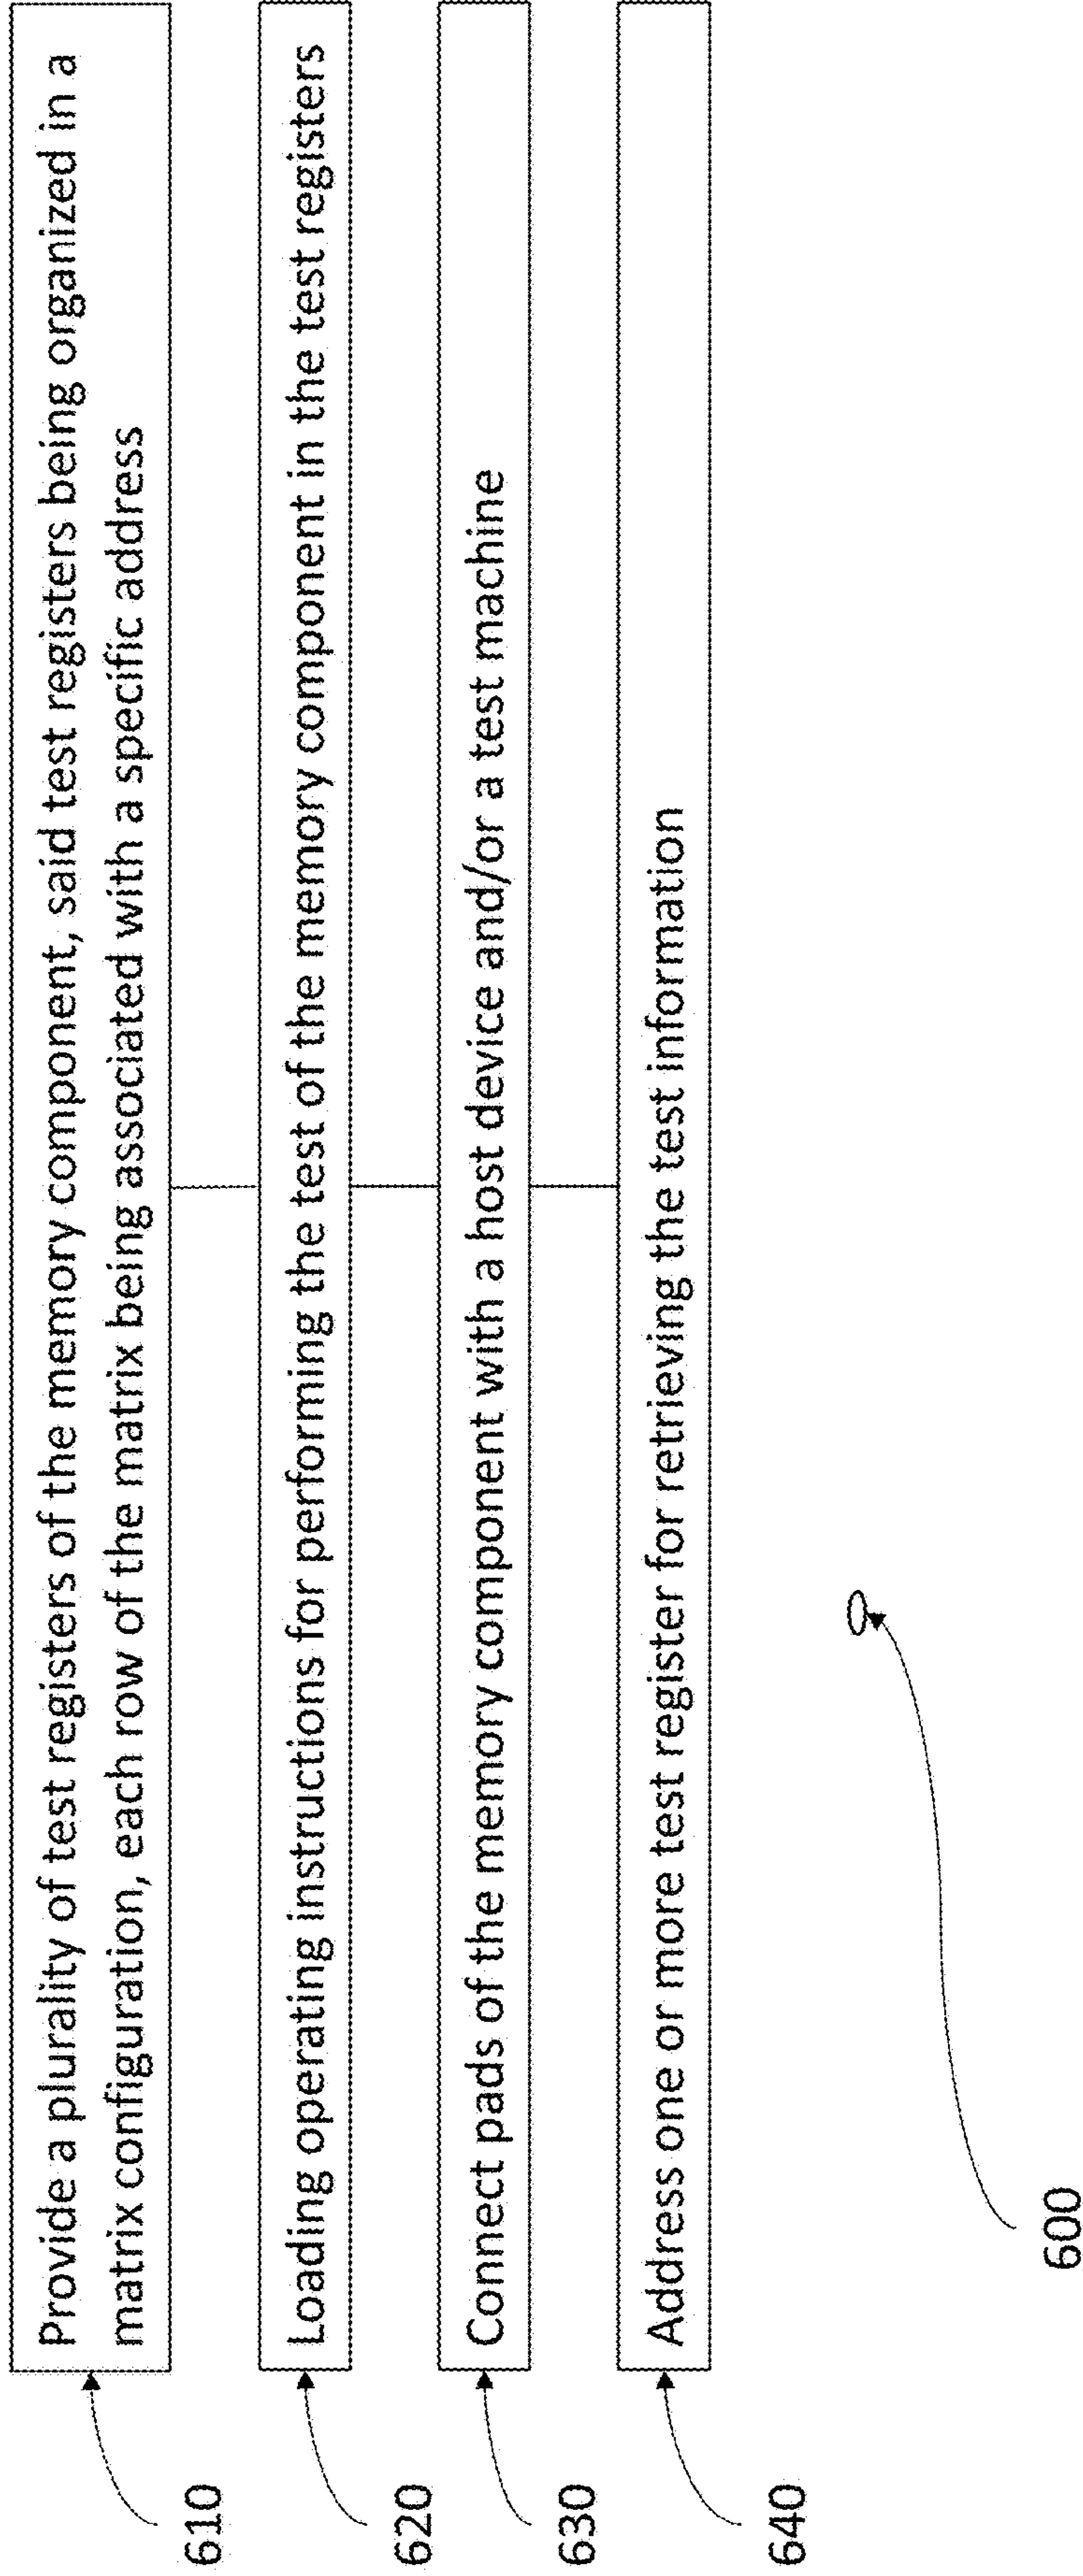 Provide a plurality of test registers of the memory component, said test registers being organized in a
matrix configuration, each row of the matrix being associated with a specific address
610
Loading operating instructions for performing the test of the memory component in the test registers
620
Connect pads of the memory component with a host device and/or a test machine
630
Address one or more test register for retrieving the test information
640
600